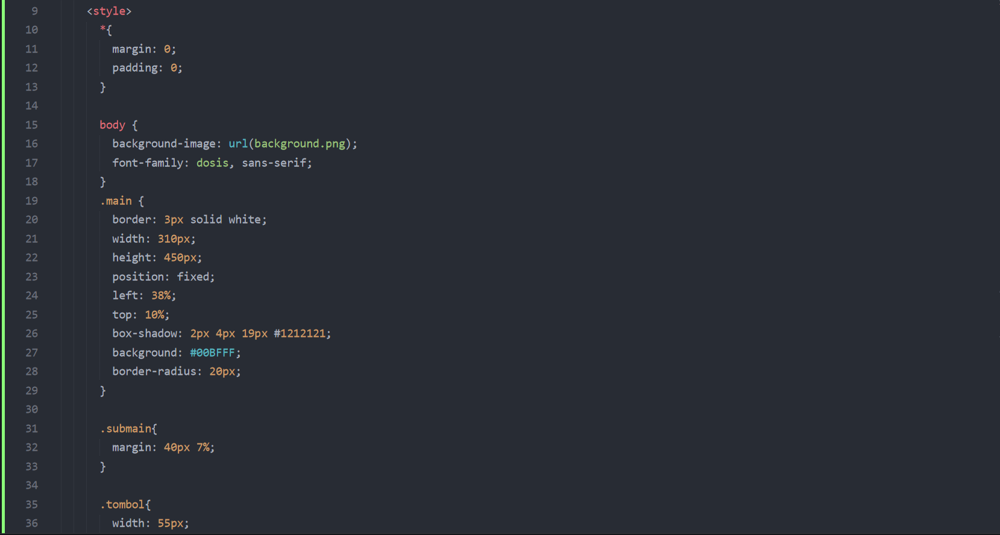 9 <style>
10 *{
11 margin: 0;
12 padding: 0;
13 }
14
15 body {
16 background-image: url(background.png);
17 font-family: dosis, sans-serif;
18 }
19 .main {
20 border: 3px solid white;
21 width: 310px;
22 height: 450px;
23 position: fixed;
24 left: 38%;
25 top: 10%;
26 box-shadow: 2px 4px 19px #1212121;
27 background: #00BFFF;
28 border-radius: 20px;
29 }
30
31 .submain{
32 margin: 40px 7%;
33 }
34
35 .tombol{
36 width: 55px;